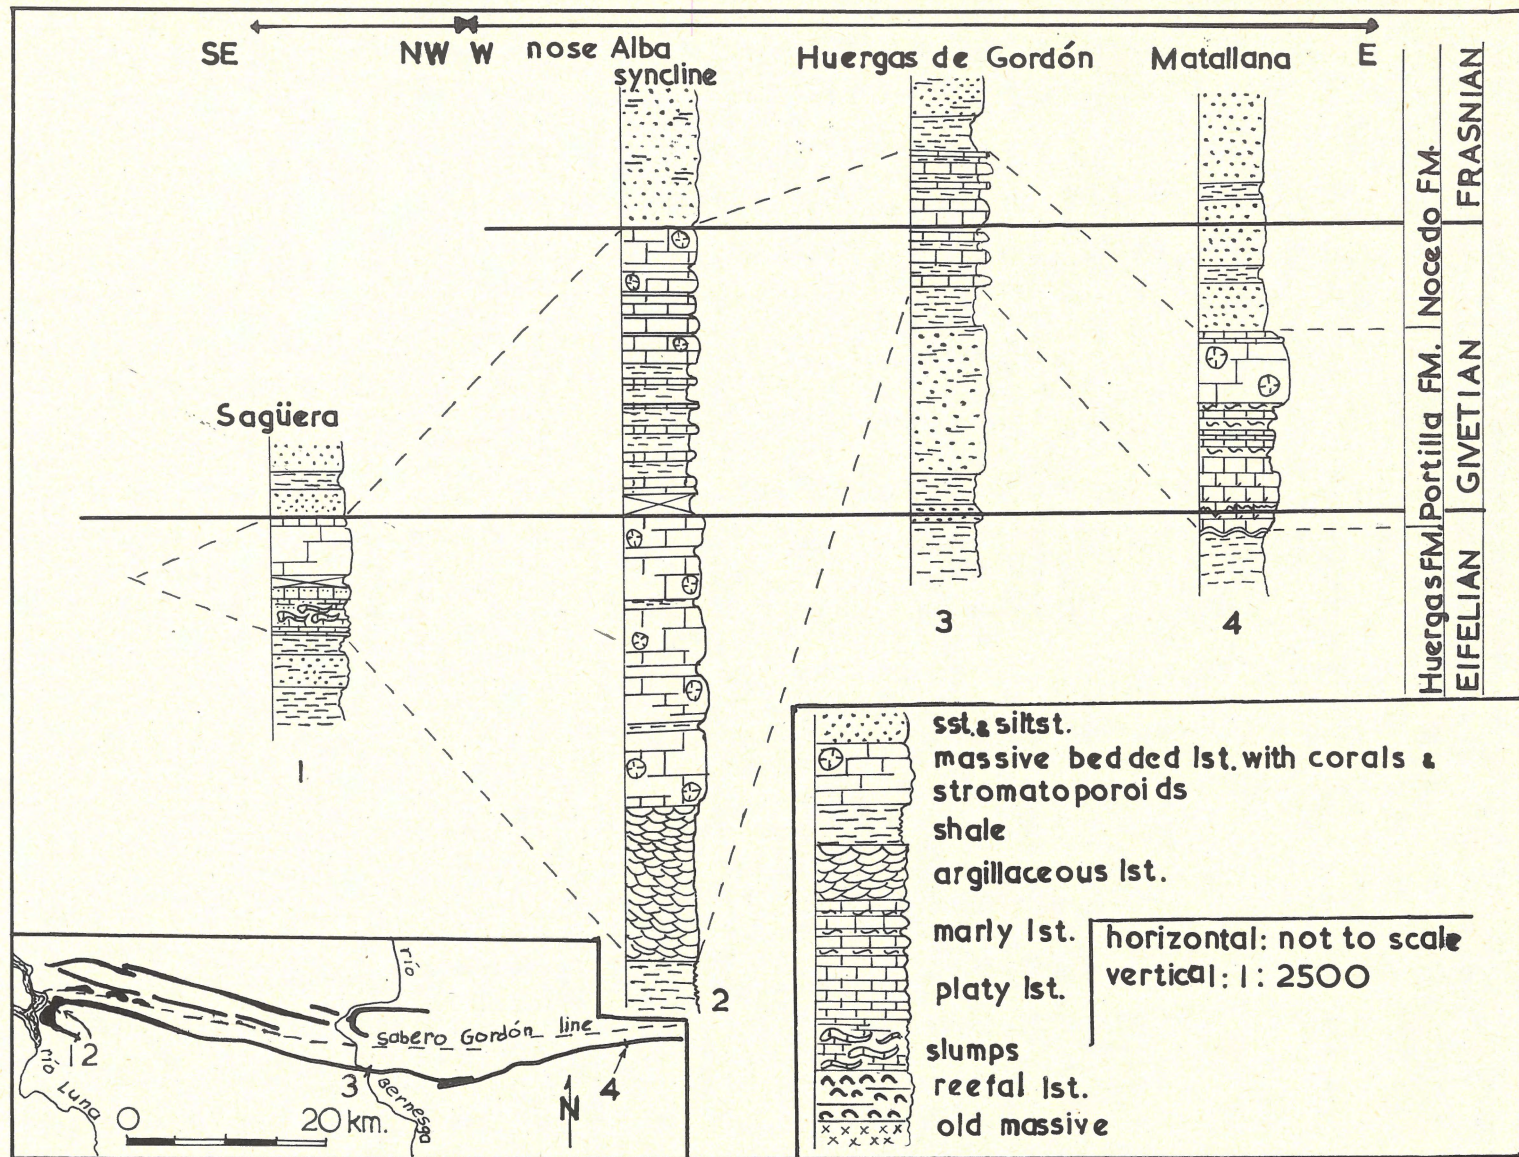 SE NW W nose Alba syncline Huergas de Gordón Matallana E
Sagüera
1
2
3
4
Huergas FM. Portilla FM. Nocedo FM.
EIFELIAN GIVETIAN FRASNIAN
sst. & siltst.
massive bedded lst. with corals &
stromatoporoids
shale
argillaceous lst.
marly lst.
platy lst.
slumps
reefal lst.
old massive
horizontal: not to scale
vertical: 1: 2500
río
Sabero Gordón line
1 2
río Luna
3
Bernesga
4
N
0 20 km.